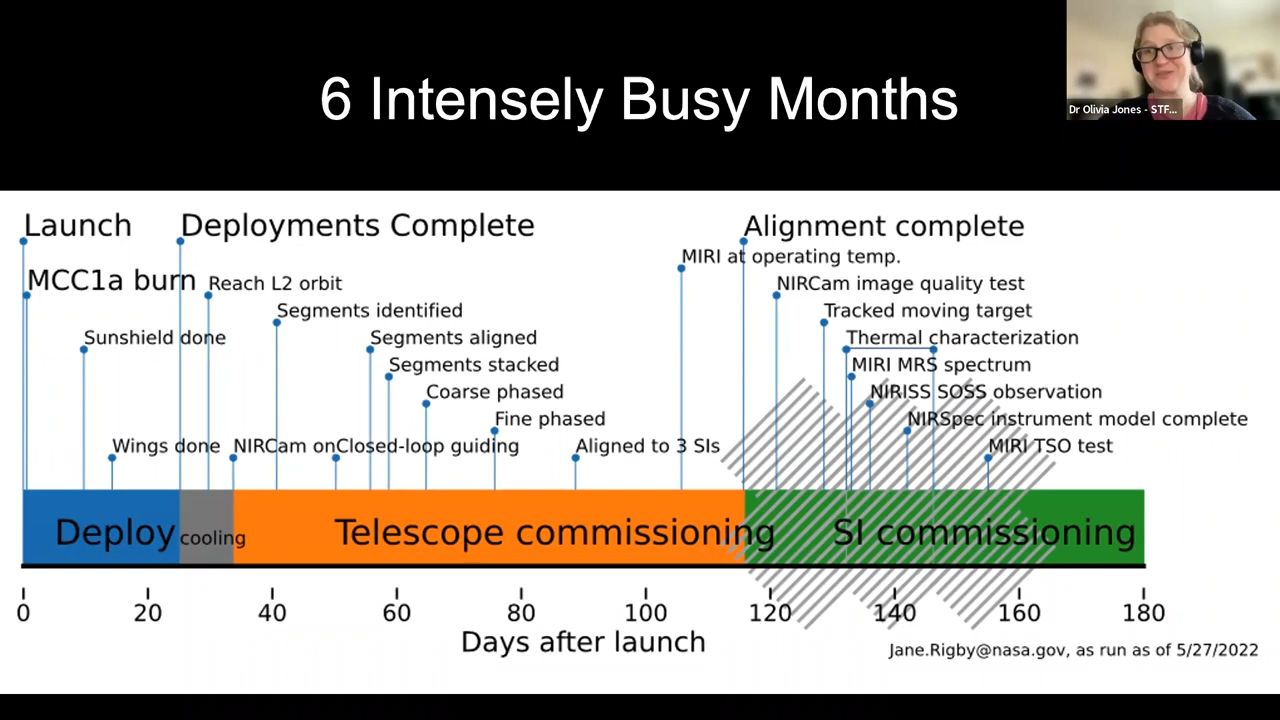 6 Intensely Busy Months
Dr Olivia Jones - STF...
Launch
Deployments Complete
Alignment complete
MIRI at operating temp.
MCC1a burn
Reach L2 orbit
NIRCam image quality test
Segments identified
Tracked moving target
Sunshield done
Segments aligned
Thermal characterization
Segments stacked
MIRI MRS spectrum
Coarse phased
NIRISS SOSS observation
Fine phased
NIRSpec instrument model complete
Wings done
NIRCam on
Closed-loop guiding
Aligned to 3 SIs
MIRI TSO test
Deploy
cooling
Telescope commissioning
SI commissioning
0 20 40 60 80 100 120 140 160 180
Days after launch
Jane.Rigby@nasa.gov, as run as of 5/27/2022